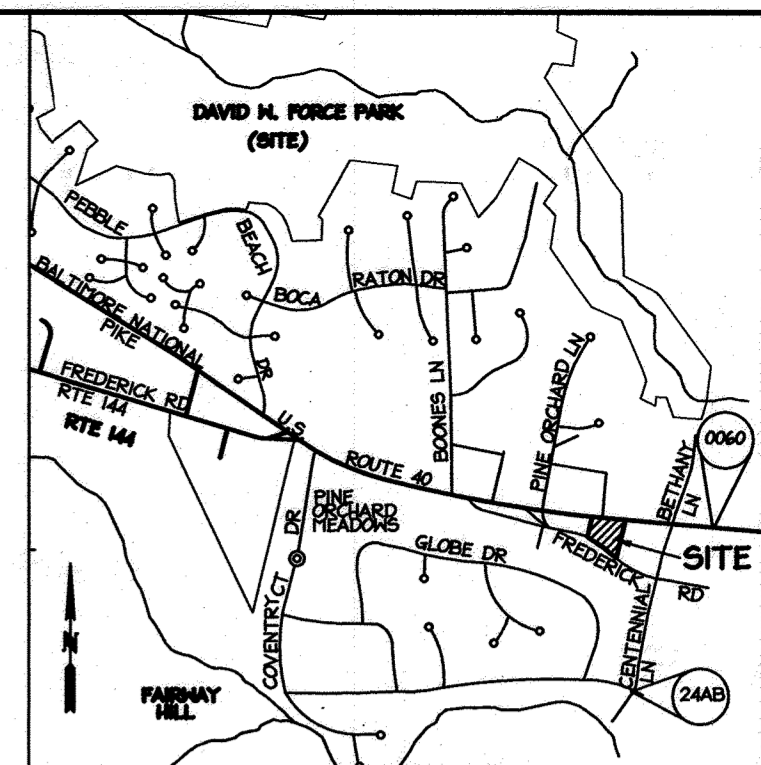 DAVID W. FORCE PARK
(SITE)
PEBBLE
BEACH
DR
BOCA
RATON DR
BALTIMORE NATIONAL
PIKE
FREDERICK RD
RTE 144
RTE 144
U.S.
ROUTE 40
BOONES LN
PINE ORCHARD LN
BETHANY
LN
0060
PINE
ORCHARD
MEADOWS
DR
COVENTRY CT
GLOBE DR
FREDERICK
RD
SITE
CENTENNIAL
LN
24AB
N
FAIRWAY
HILL